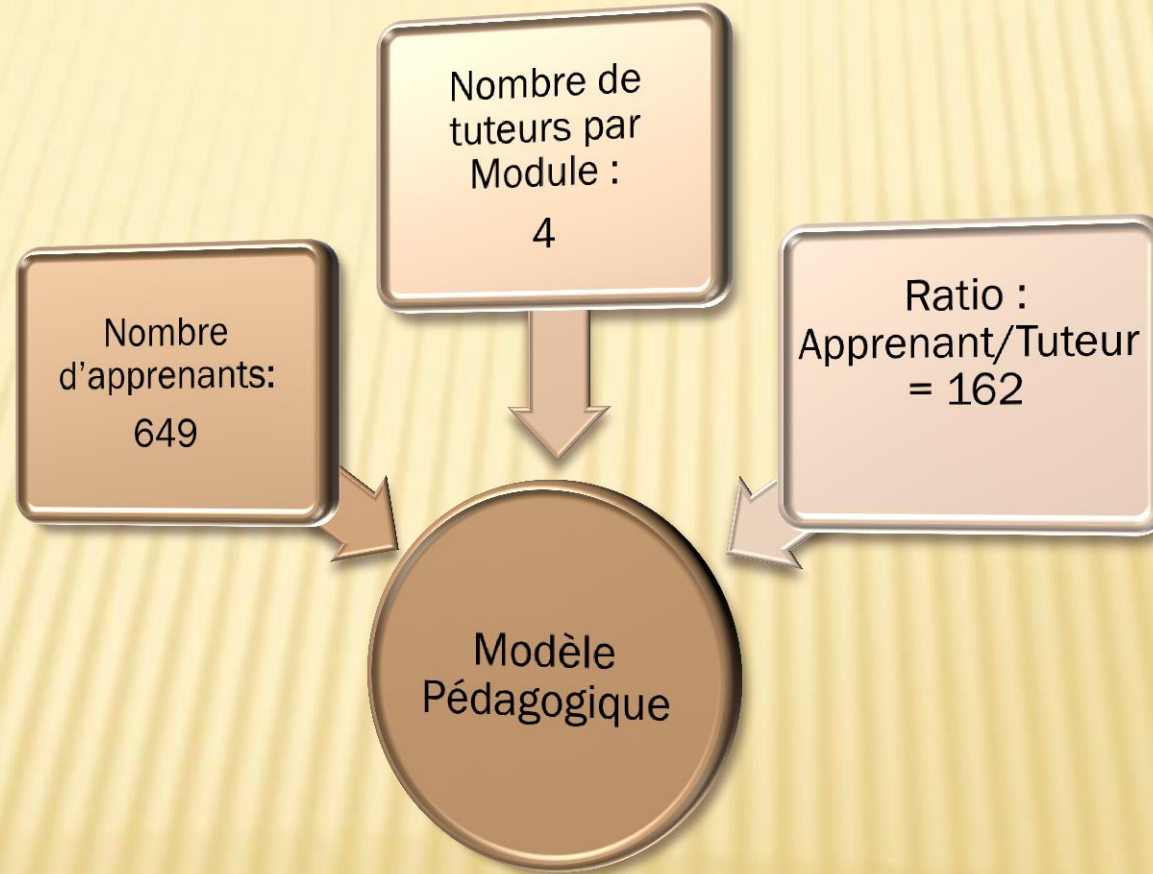 Nombre de
tuteurs par
Module :
4
Nombre
d'apprenants:
649
Ratio :
Apprenant/Tuteur
= 162
Modèle
Pédagogique